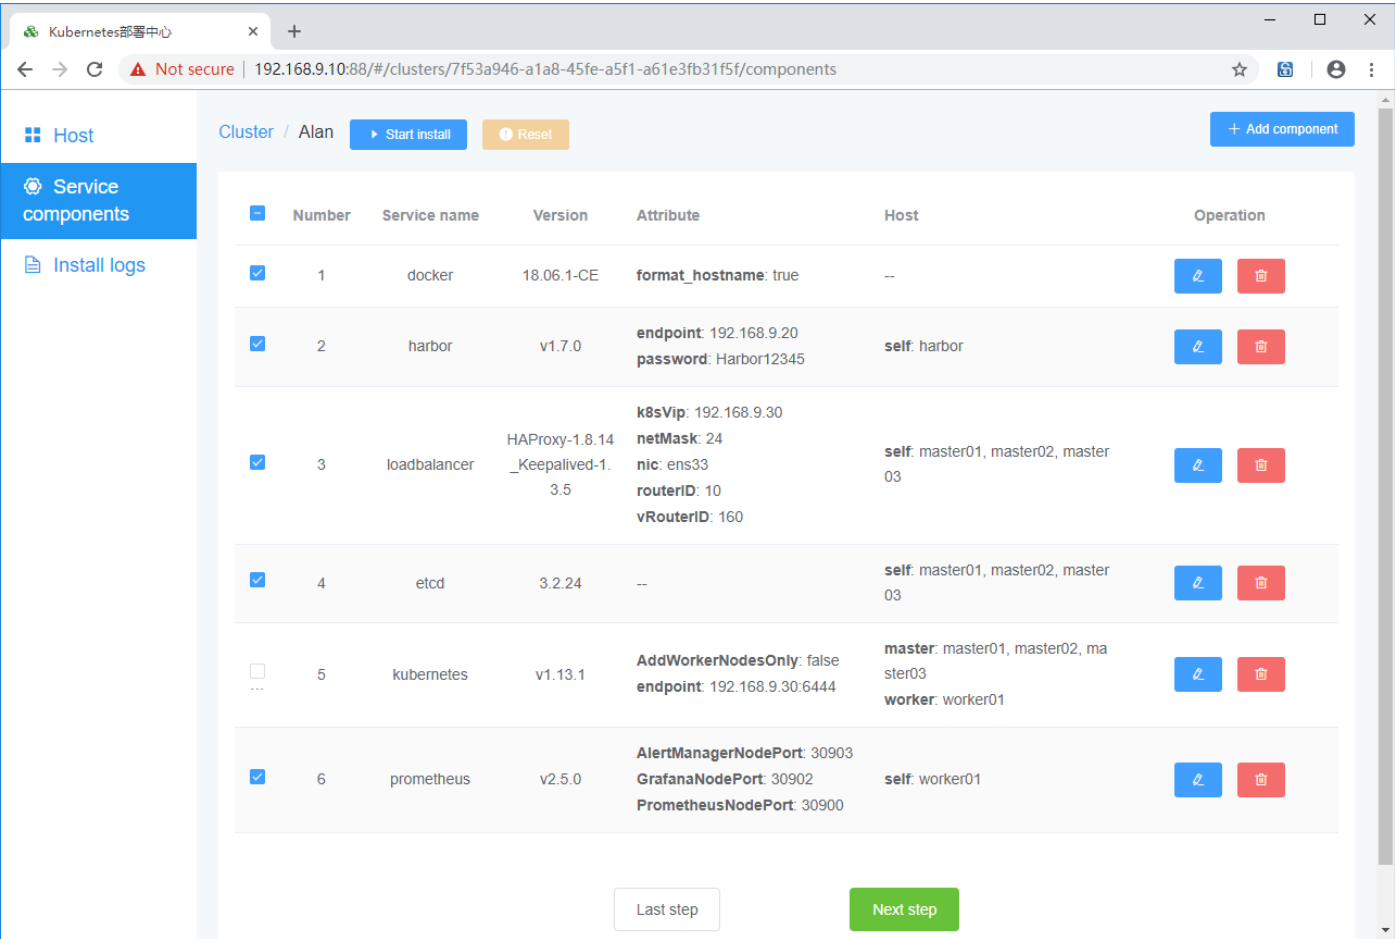 Kubernetes部署中心
Not secure | 192.168.9.10:88/#/clusters/7f53a946-a1a8-45fe-a5f1-a61e3fb31f5f/components
Host
Service
components
Install logs
Cluster / Alan Start install Reset + Add component
Number Service name Version Attribute Host Operation
1 docker 18.06.1-CE format_hostname: true --
2 harbor v1.7.0 endpoint: 192.168.9.20
password: Harbor12345
self: harbor
3 loadbalancer
HAProxy-1.8.14
_Keepalived-1.
3.5
k8sVip: 192.168.9.30
netMask: 24
nic: ens33
routerID: 10
vRouterID: 160
self: master01, master02, master
03
4 etcd 3.2.24 --
self: master01, master02, master
03
...
5 kubernetes v1.13.1
AddWorkerNodesOnly: false
endpoint: 192.168.9.30:6444
master: master01, master02, ma
ster03
worker: worker01
6 prometheus v2.5.0
AlertManagerNodePort: 30903
GrafanaNodePort: 30902
PrometheusNodePort: 30900
self: worker01
Last step
Next step